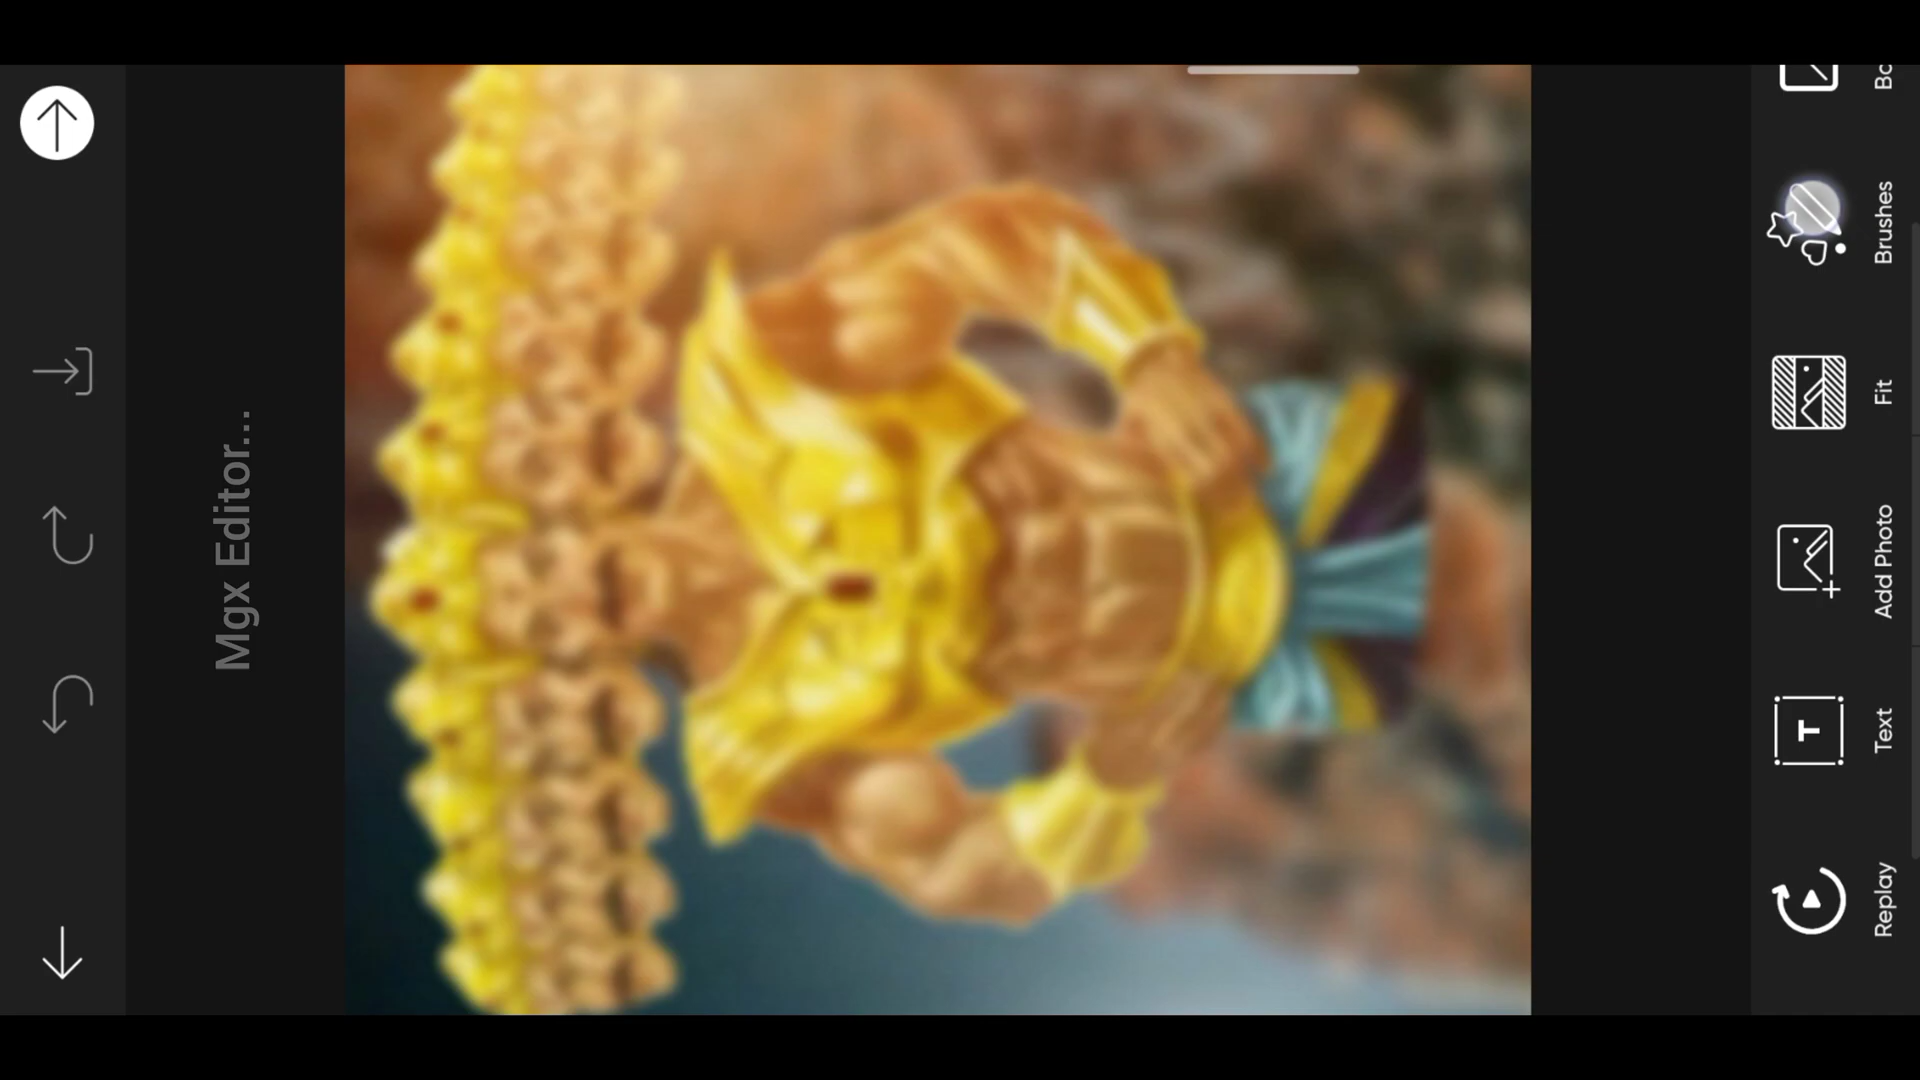 Mgx Editor...
Replay
Text
Add Photo
Fit
Brushes